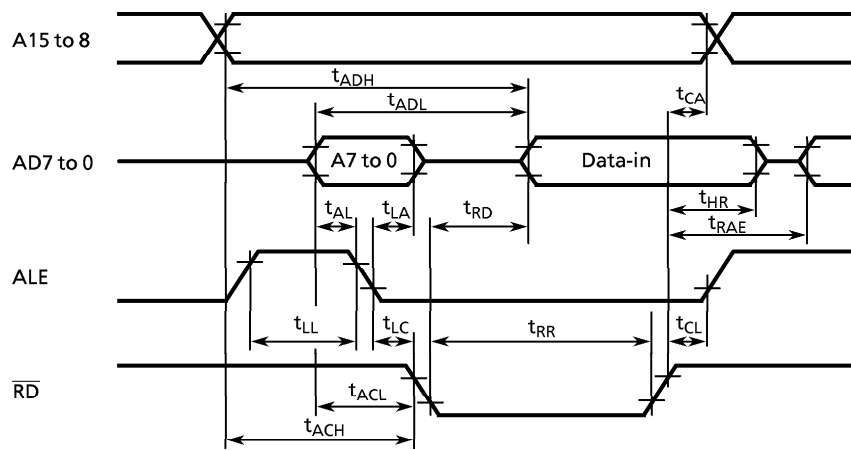 A15 to 8
tADH
tCA
tADL
AD7 to 0
A7 to 0
Data-in
tHR
tAL
tLA
tRD
tRAE
ALE
tLL
tLC
tRR
tCL
RD
tACL
tACH